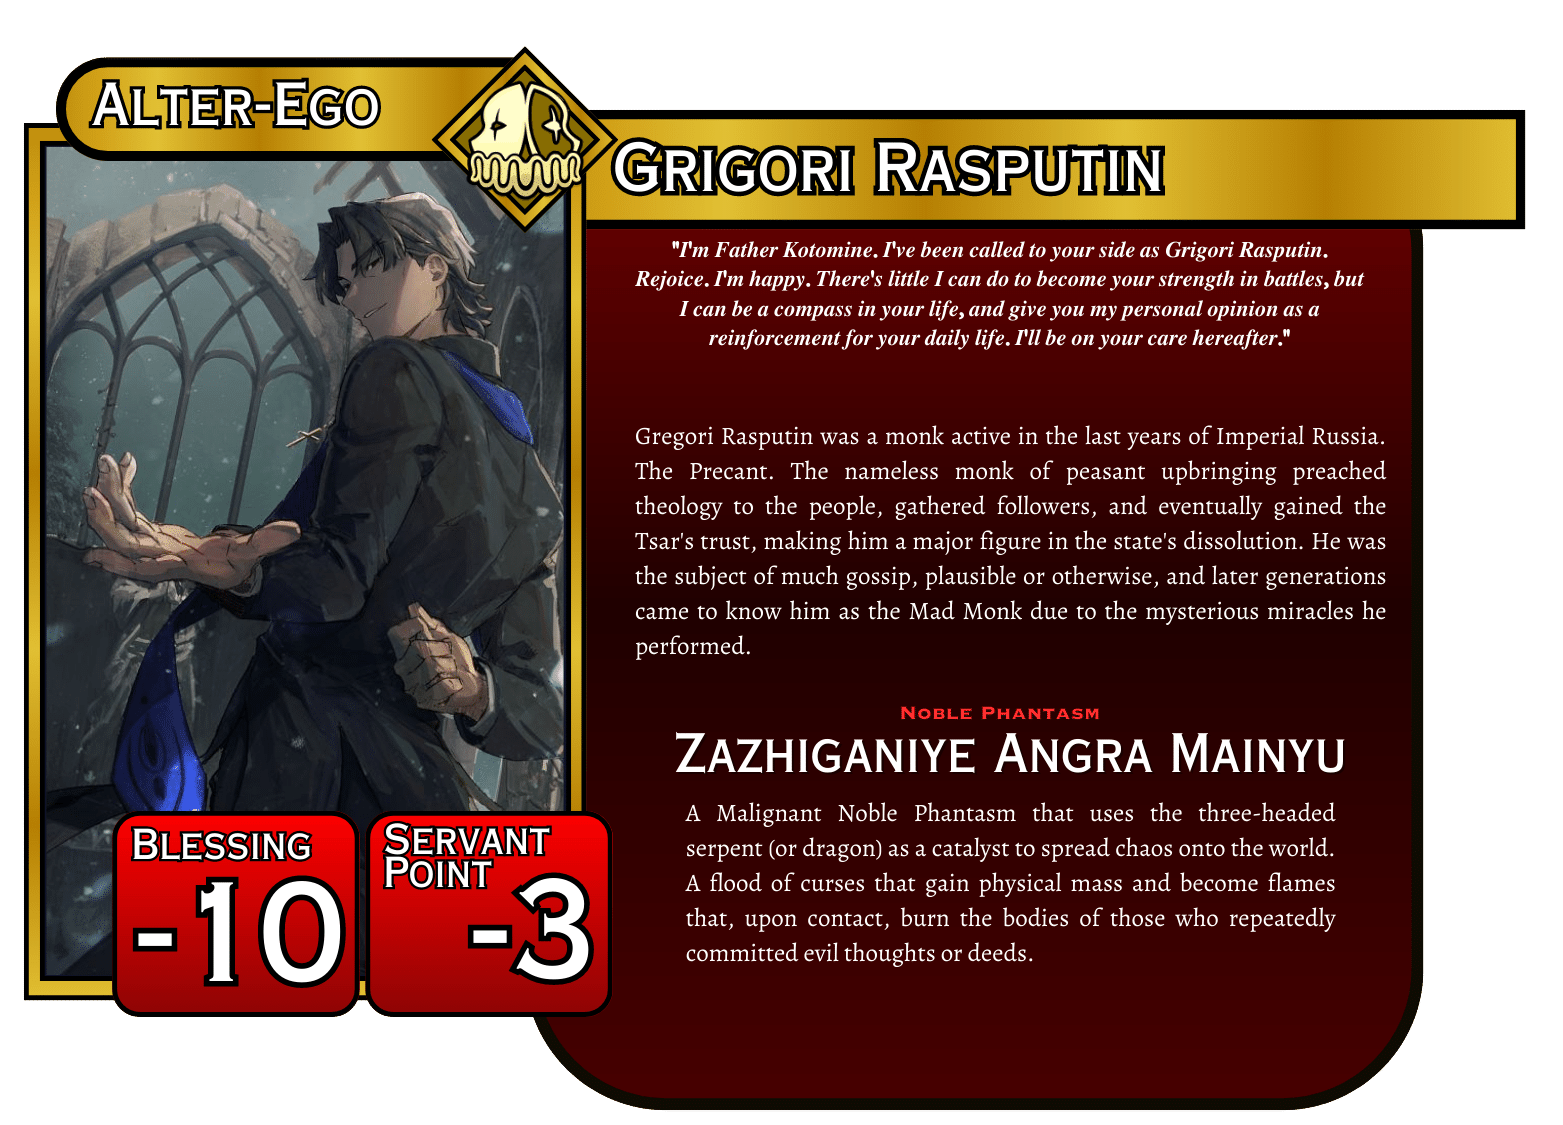 Alter-Ego
Grigori Rasputin
"I'm Father Kotomine. I've been called to your side as Grigori Rasputin.
Rejoice. I'm happy. There's little I can do to become your strength in battles, but
I can be a compass in your life, and give you my personal opinion as a
reinforcement for your daily life. I'll be on your care hereafter."
Gregori Rasputin was a monk active in the last years of Imperial Russia.
The Precant. The nameless monk of peasant upbringing preached
theology to the people, gathered followers, and eventually gained the
Tsar's trust, making him a major figure in the state's dissolution. He was
the subject of much gossip, plausible or otherwise, and later generations
came to know him as the Mad Monk due to the mysterious miracles he
performed.
Noble Phantasm
Zazhiganiye Angra Mainyu
A Malignant Noble Phantasm that uses the three-headed
serpent (or dragon) as a catalyst to spread chaos onto the world.
A flood of curses that gain physical mass and become flames
that, upon contact, burn the bodies of those who repeatedly
committed evil thoughts or deeds.
Blessing
-10
Servant
Point
-3